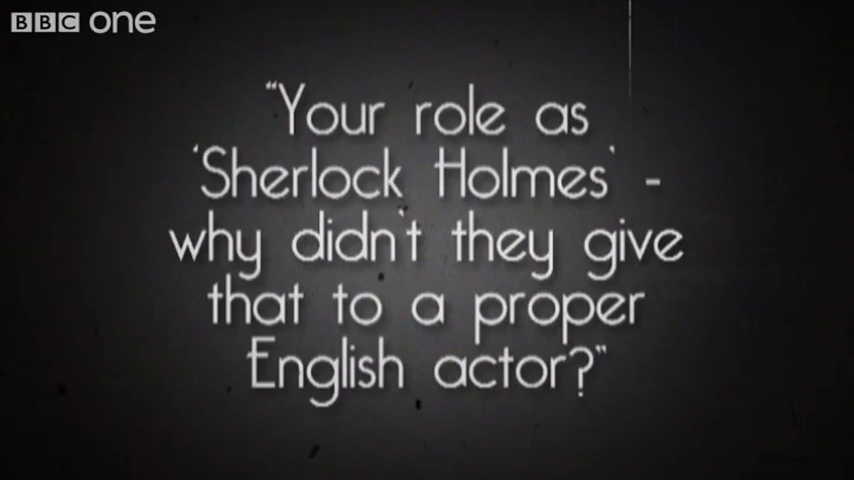 BBC one
"Your role as
'Sherlock Holmes' -
why didn't they give
that to a proper
English actor?"